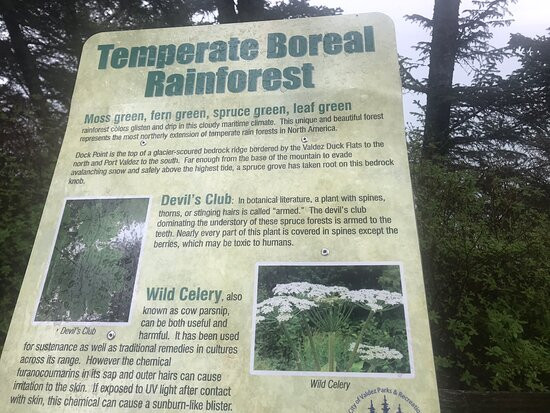 Temperate Boreal
Rainforest
Moss green, fern green, spruce green, leaf green
rainforest colors glisten and drip in this cloudy maritime climate. This unique and beautiful forest
represents the most northerly extension of temperate rain forests in North America.
Dock Point is the top of a glacier-scoured bedrock ridge bordered by the Valdez Duck Flats to the
north and Port Valdez to the south. Far enough from the base of the mountain to evade
avalanching snow and safely above the highest tide, a spruce grove has taken root on this bedrock
knob.
Devil's Club: In botanical literature, a plant with spines,
thorns, or stinging hairs is called "armed." The devil's club
dominating the understory of these spruce forests is armed to the
teeth. Nearly every part of this plant is covered in spines except the
berries, which may be toxic to humans.
Devil's Club
Wild Celery, also
known as cow parsnip,
can be both useful and
harmful. It has been used
for sustenance as well as traditional remedies in cultures
across its range. However the chemical
furanocoumarins in its sap and outer hairs can cause
irritation to the skin. If exposed to UV light after contact
with skin, this chemical can cause a sunburn-like blister.
Wild Celery
City of Valdez Parks & Recreation